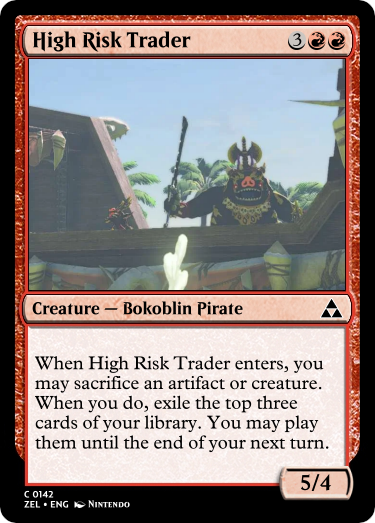 High Risk Trader 3
Creature — Bokoblin Pirate
When High Risk Trader enters, you
may sacrifice an artifact or creature.
When you do, exile the top three
cards of your library. You may play
them until the end of your next turn.
5/4
C 0142
ZEL • ENG Nintendo